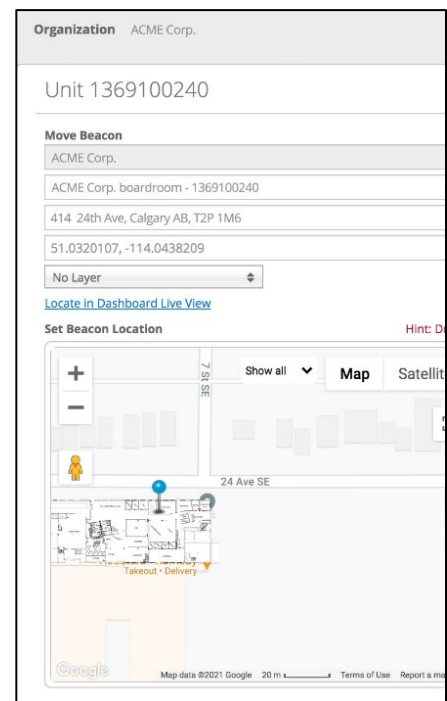 Organization ACME Corp.
Unit 1369100240
Move Beacon
ACME Corp.
ACME Corp. boardroom - 1369100240
414 24th Ave, Calgary AB, T2P 1M6
51.0320107, -114.0438209
No Layer
Locate in Dashboard Live View
Set Beacon Location Hint: D
+
7 St SE
Show all
Map
Satellit
−
24 Ave SE
Takeout • Delivery
Google
Map data ©2021 Google 20 m Terms of Use Report a ma